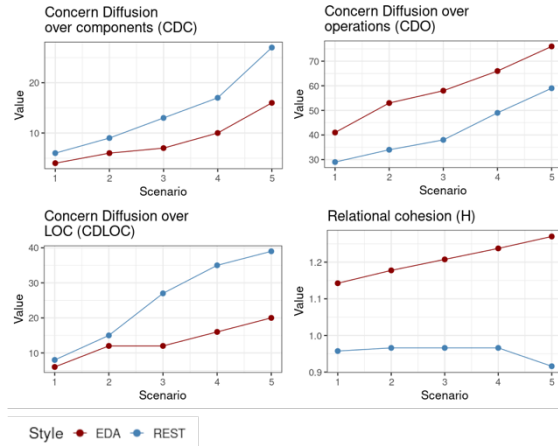 Concern Diffusion
over components (CDC)
Value
20
10
1 2 3 4 5
Scenario
Concern Diffusion over
operations (CDO)
Value
70
60
50
40
30
1 2 3 4 5
Scenario
Concern Diffusion over
LOC (CDLOC)
Value
40
30
20
10
1 2 3 4 5
Scenario
Relational cohesion (H)
Value
1.2
1.1
1.0
0.9
1 2 3 4 5
Scenario
Style EDA REST